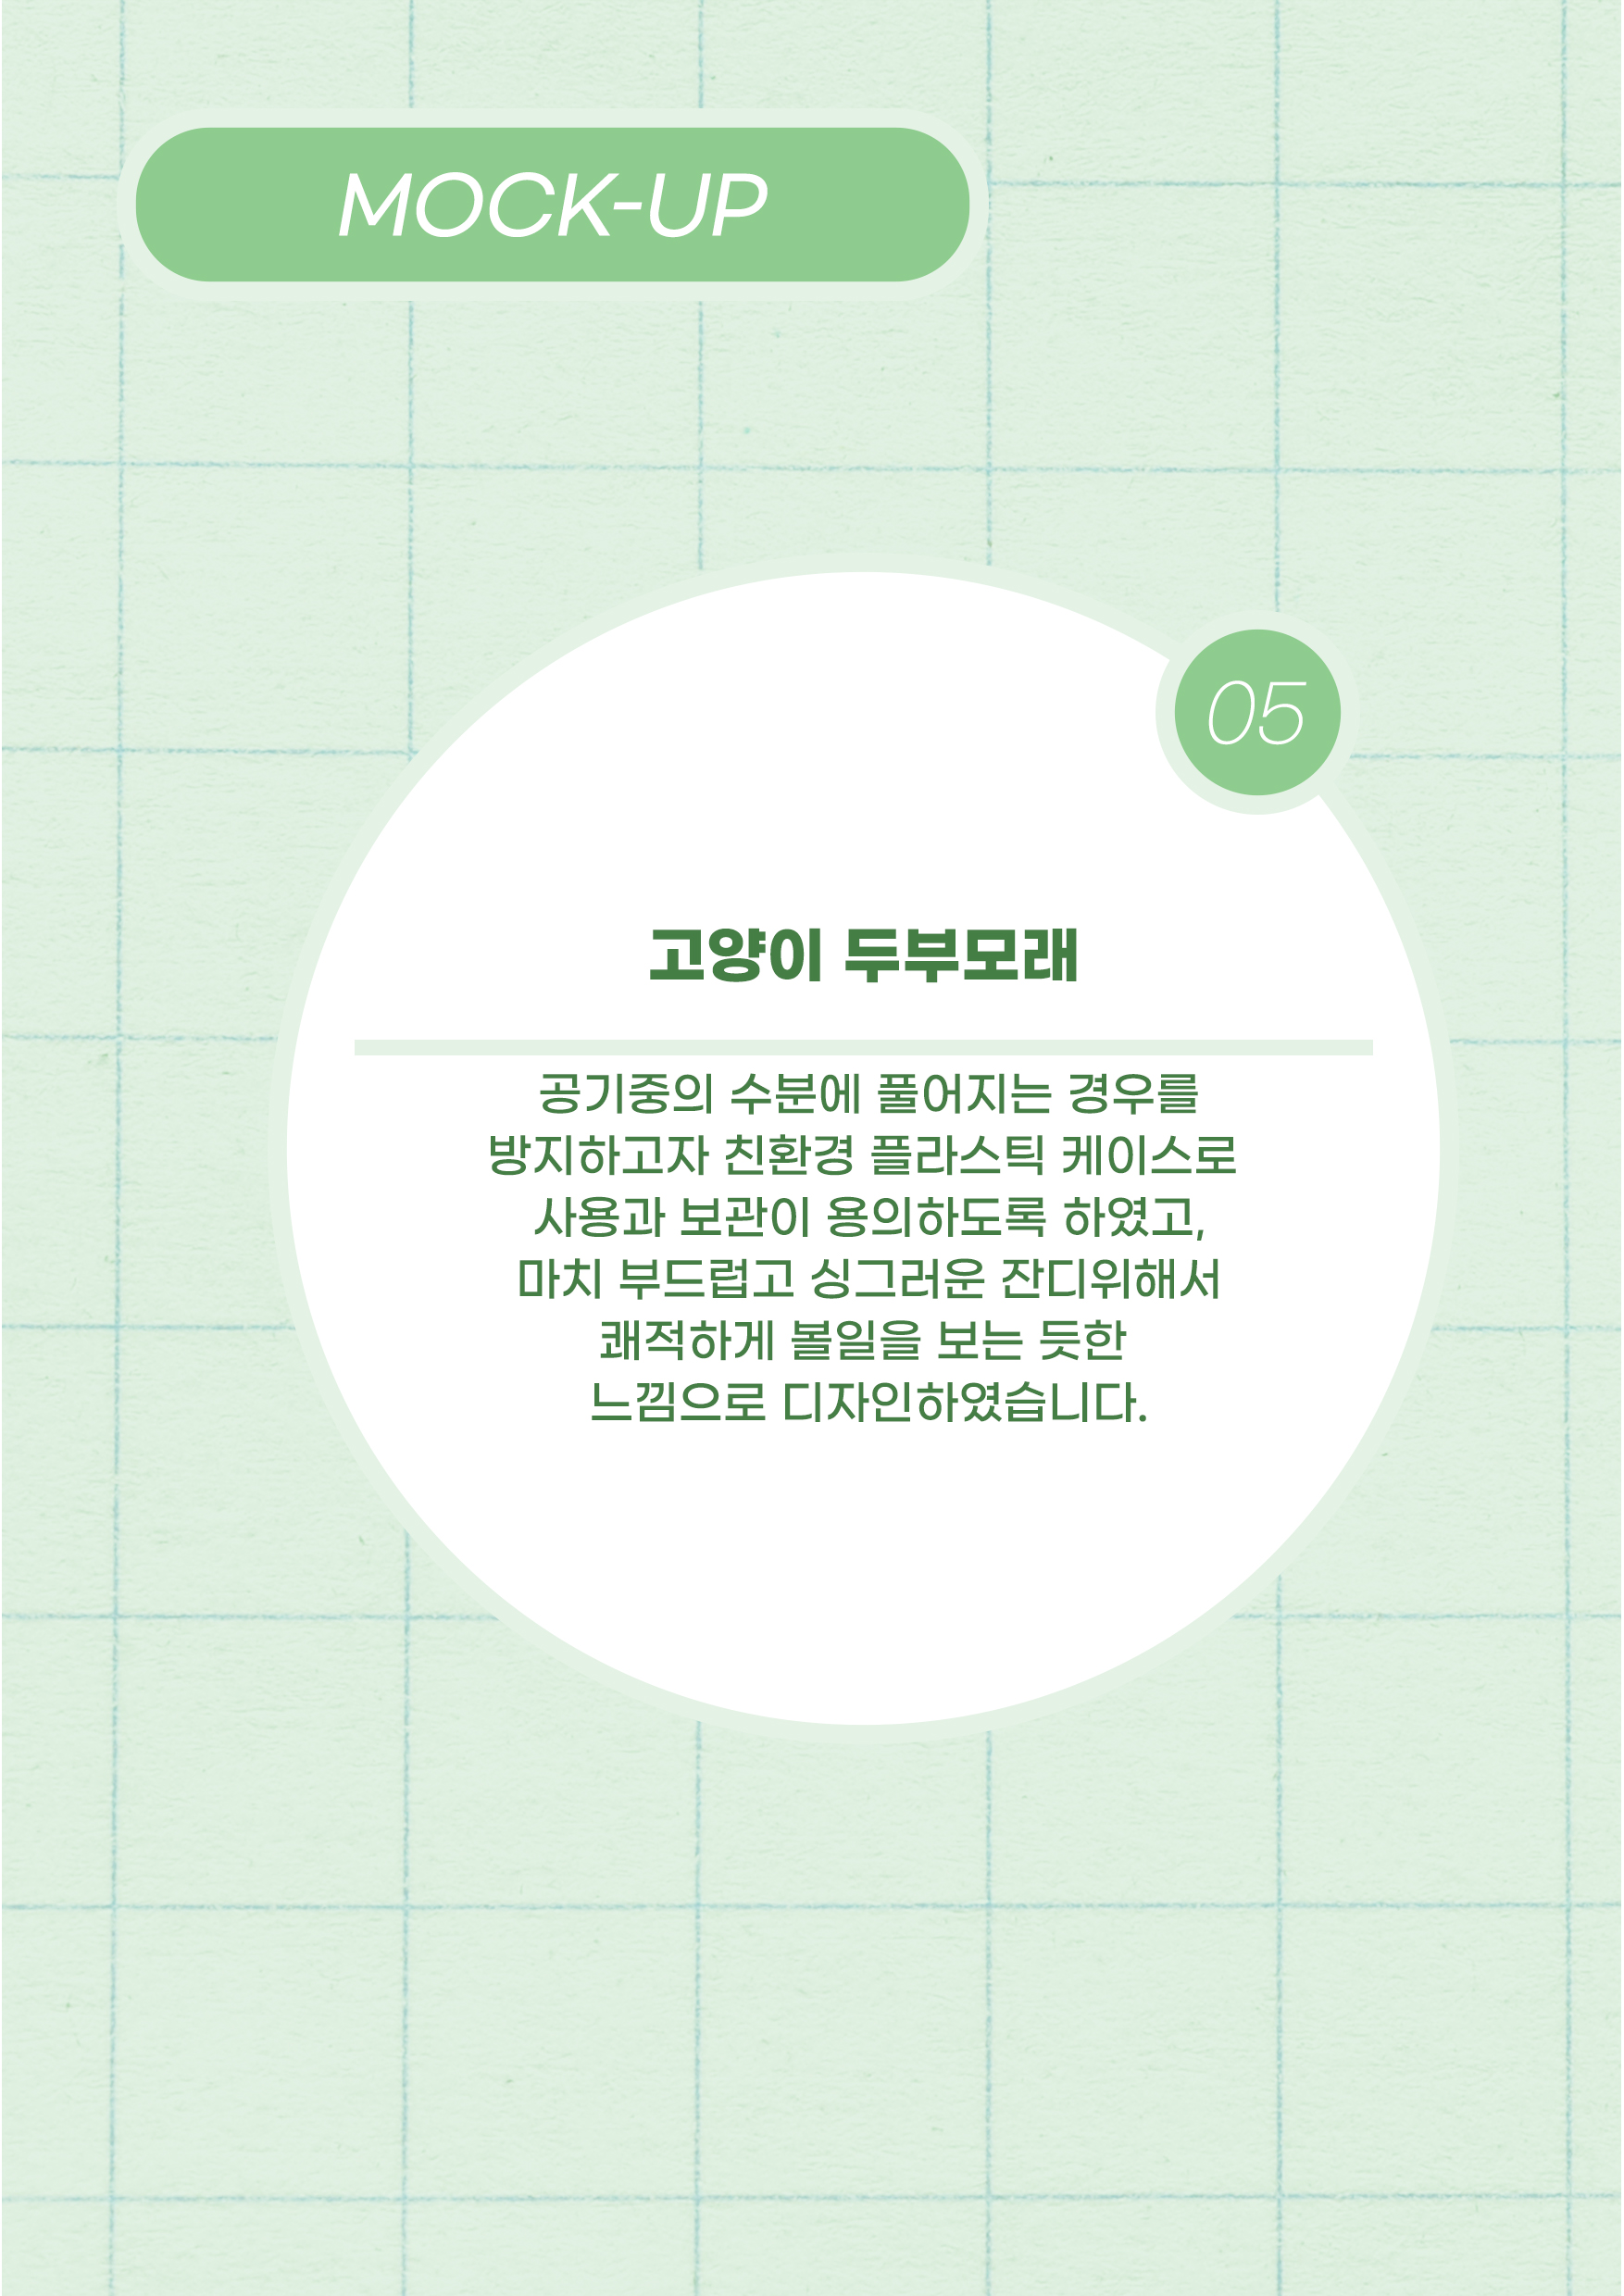 MOCK-UP
05
고양이 두부모래
공기중의 수분에 풀어지는 경우를
방지하고자 친환경 플라스틱 케이스로
사용과 보관이 용의하도록 하였고,
마치 부드럽고 싱그러운 잔디위해서
쾌적하게 볼일을 보는 듯한
느낌으로 디자인하였습니다.